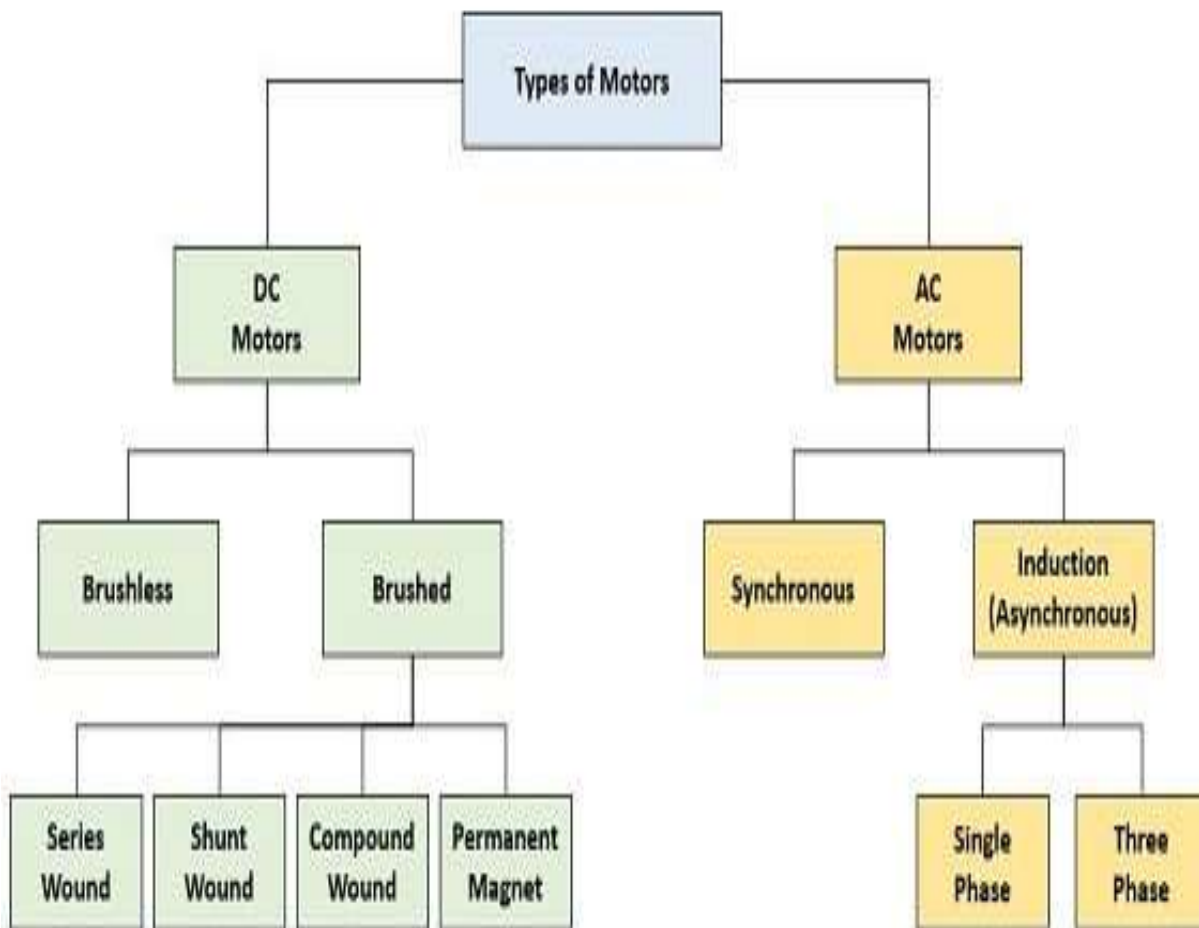 Types of Motors
DC
Motors
AC
Motors
Brushless
Brushed
Synchronous
Induction
(Asynchronous)
Series
Wound
Shunt
Wound
Compound
Wound
Permanent
Magnet
Single
Phase
Three
Phase